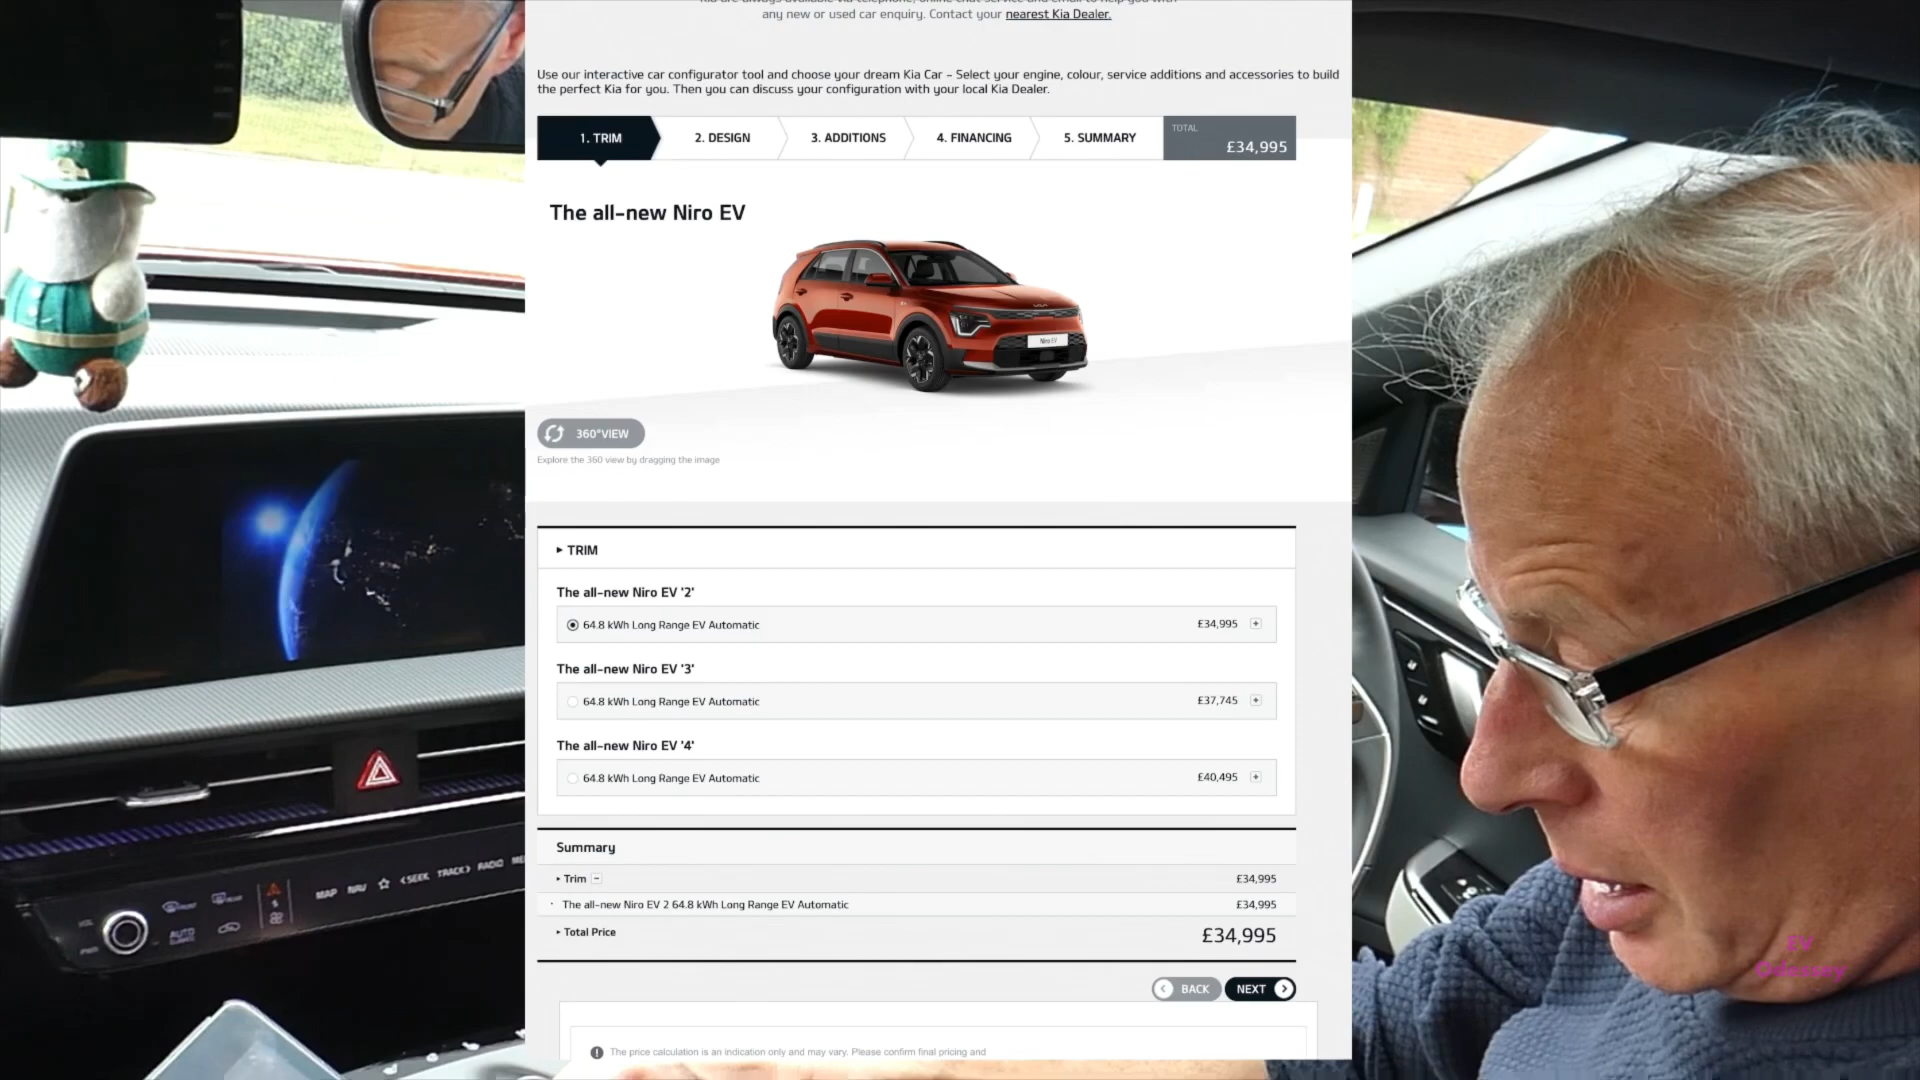 any new or used car enquiry. Contact your nearest Kia Dealer.
Use our interactive car configurator tool and choose your dream Kia Car – Select your engine, colour, service additions and accessories to build
the perfect Kia for you. Then you can discuss your configuration with your local Kia Dealer.
1. TRIM
2. DESIGN
3. ADDITIONS
4. FINANCING
5. SUMMARY
TOTAL
£34,995
The all-new Niro EV
Niro EV
360°VIEW
Explore the 360 view by dragging the image
TRIM
The all-new Niro EV '2'
64.8 kWh Long Range EV Automatic £34,995
The all-new Niro EV '3'
64.8 kWh Long Range EV Automatic £37,745
The all-new Niro EV '4'
64.8 kWh Long Range EV Automatic £40,495
Summary
Trim £34,995
The all-new Niro EV 2 64.8 kWh Long Range EV Automatic £34,995
Total Price £34,995
BACK NEXT
The price calculation is an indication only and may vary. Please confirm final pricing and
MAP NAV ☆ <SEEK TRACK> RADIO
AUTO
EV
Odessey